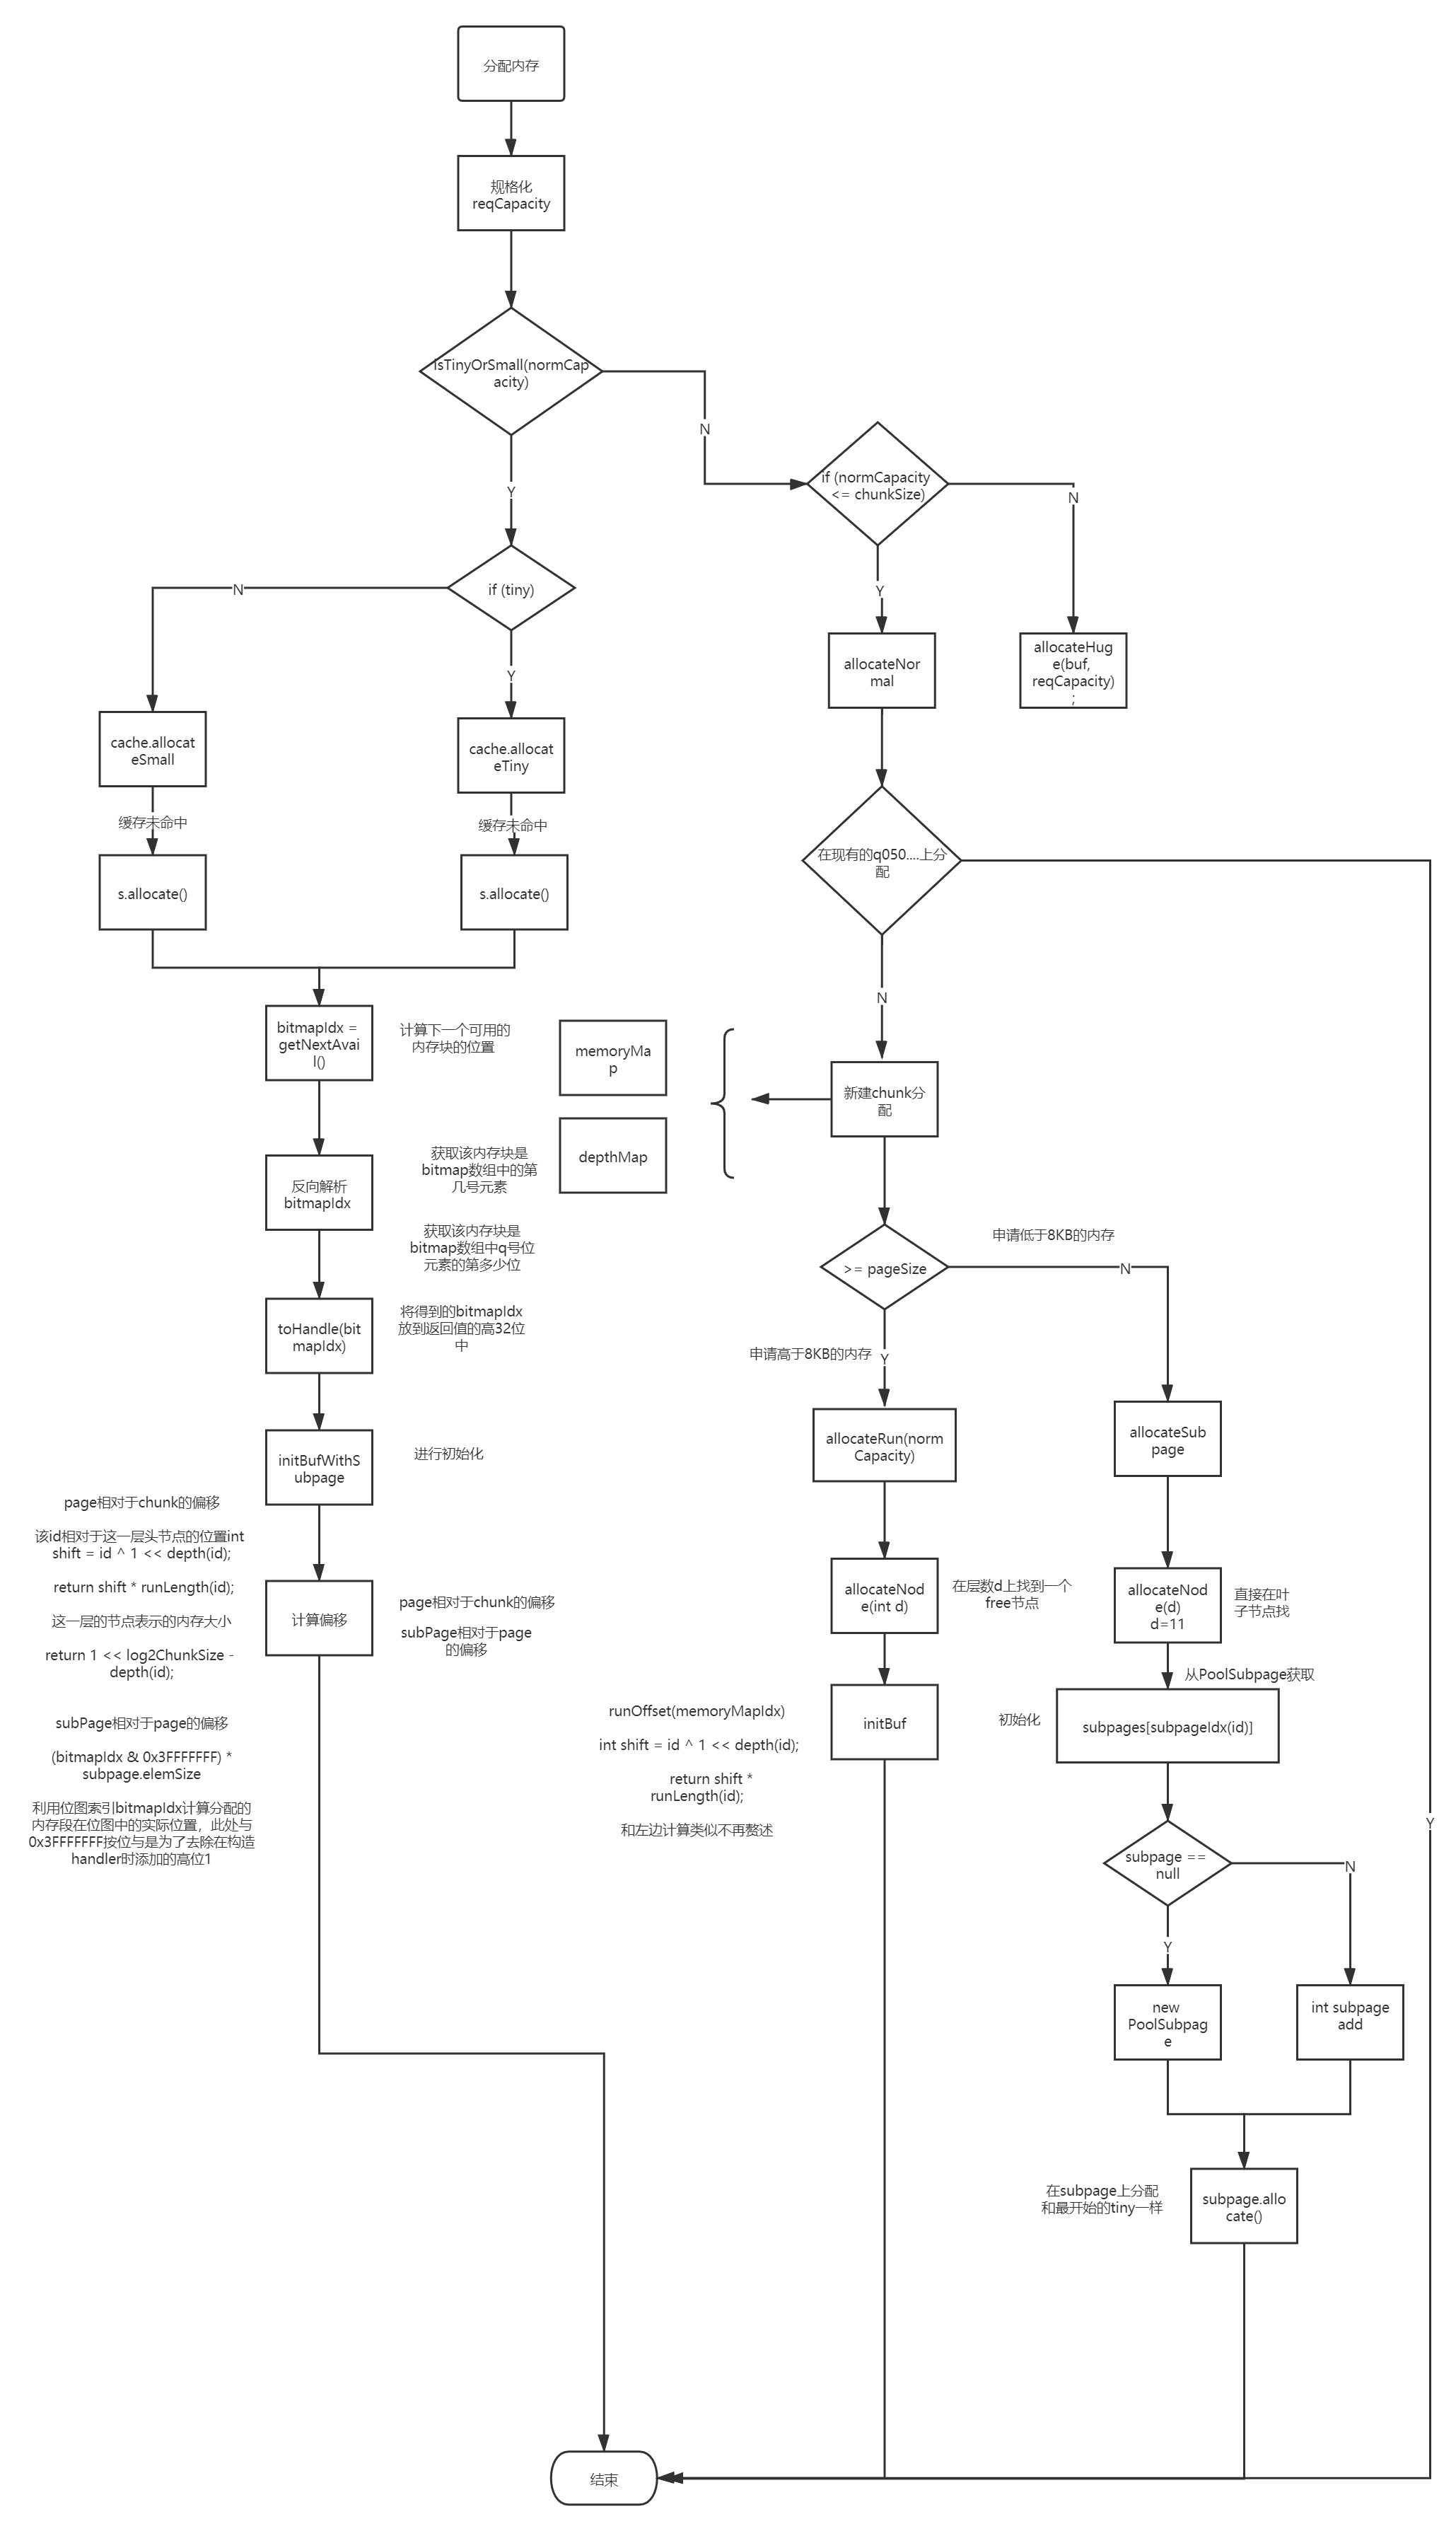 分配内存
规格化
reqCapacity
isTinyOrSmall(normCap
acity)
N
Y
if (normCapacity
<= chunkSize)
N
Y
if (tiny)
N
Y
allocateNor
mal
allocateHug
e(buf,
reqCapacity)
;
cache.allocat
eSmall
cache.allocat
eTiny
缓存未命中
缓存未命中
s.allocate()
s.allocate()
在现有的q050....上分
配
N
Y
bitmapIdx =
getNextAvai
l()
计算下一个可用的
内存块的位置
memoryMa
p
depthMap
新建chunk分
配
反向解析
bitmapIdx
获取该内存块是
bitmap数组中的第
几号元素
获取该内存块是
bitmap数组中q号位
元素的第多少位
toHandle(bit
mapIdx)
将得到的bitmapIdx
放到返回值的高32位
中
>= pageSize
申请低于8KB的内存
N
申请高于8KB的内存
Y
initBufWithS
ubpage
进行初始化
allocateRun(norm
Capacity)
allocateSub
page
page相对于chunk的偏移
该id相对于这一层头节点的位置int
shift = id ^ 1 << depth(id);
return shift * runLength(id);
这一层的节点表示的内存大小
return 1 << log2ChunkSize -
depth(id);
subPage相对于page的偏移
(bitmapIdx & 0x3FFFFFFF) *
subpage.elemSize
利用位图索引bitmapIdx计算分配的
内存段在位图中的实际位置，此处与
0x3FFFFFFF按位与是为了去除在构造
handler时添加的高位1
计算偏移
page相对于chunk的偏移
subPage相对于page
的偏移
allocateNod
e(int d)
在层数d上找到一个
free节点
allocateNod
e(d)
d=11
直接在叶
子节点找
从PoolSubpage获取
runOffset(memoryMapIdx)
int shift = id ^ 1 << depth(id);
return shift *
runLength(id);
和左边计算类似不再赘述
initBuf
初始化
subpages[subpageIdx(id)]
subpage ==
null
N
Y
new
PoolSubpag
e
int subpage
add
在subpage上分配
和最开始的tiny一样
subpage.allo
cate()
结束